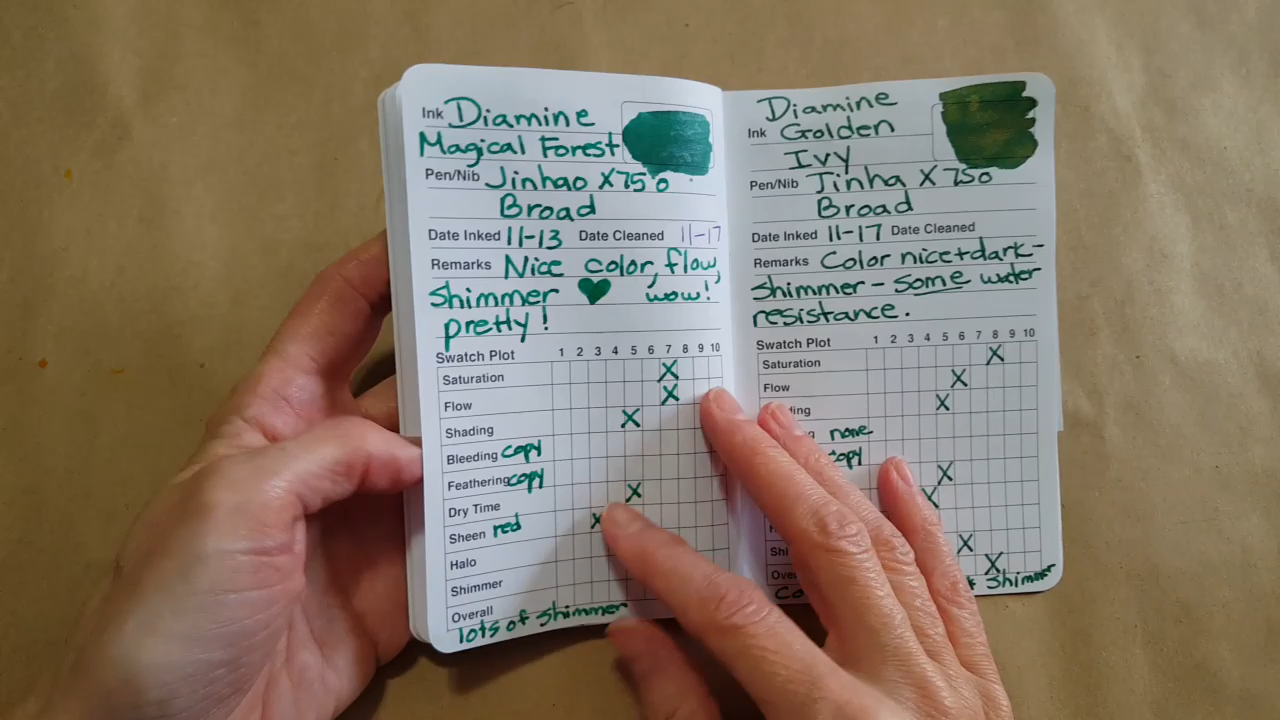 Ink Diamine
Magical Forest
Pen/Nib Jinhao X750
Broad
Date Inked 11-13 Date Cleaned 11-17
Remarks Nice color, flow,
shimmer ♥ wow!
pretty!
Swatch Plot 1 2 3 4 5 6 7 8 9 10
Saturation X
Flow X
Shading X
Bleeding copy
Feathering copy
Dry Time X
Sheen red X
Halo
Shimmer
Overall
lots of shimmer
Diamine
Ink Golden
Ivy
Pen/Nib Jinha X750
Broad
Date Inked 11-17 Date Cleaned
Remarks Color nice+dark-
shimmer - some water
resistance.
Swatch Plot 1 2 3 4 5 6 7 8 9 10
Saturation X
Flow X
ding X
none
copy
X
X
X
Shi X
Ove
Co shimmer